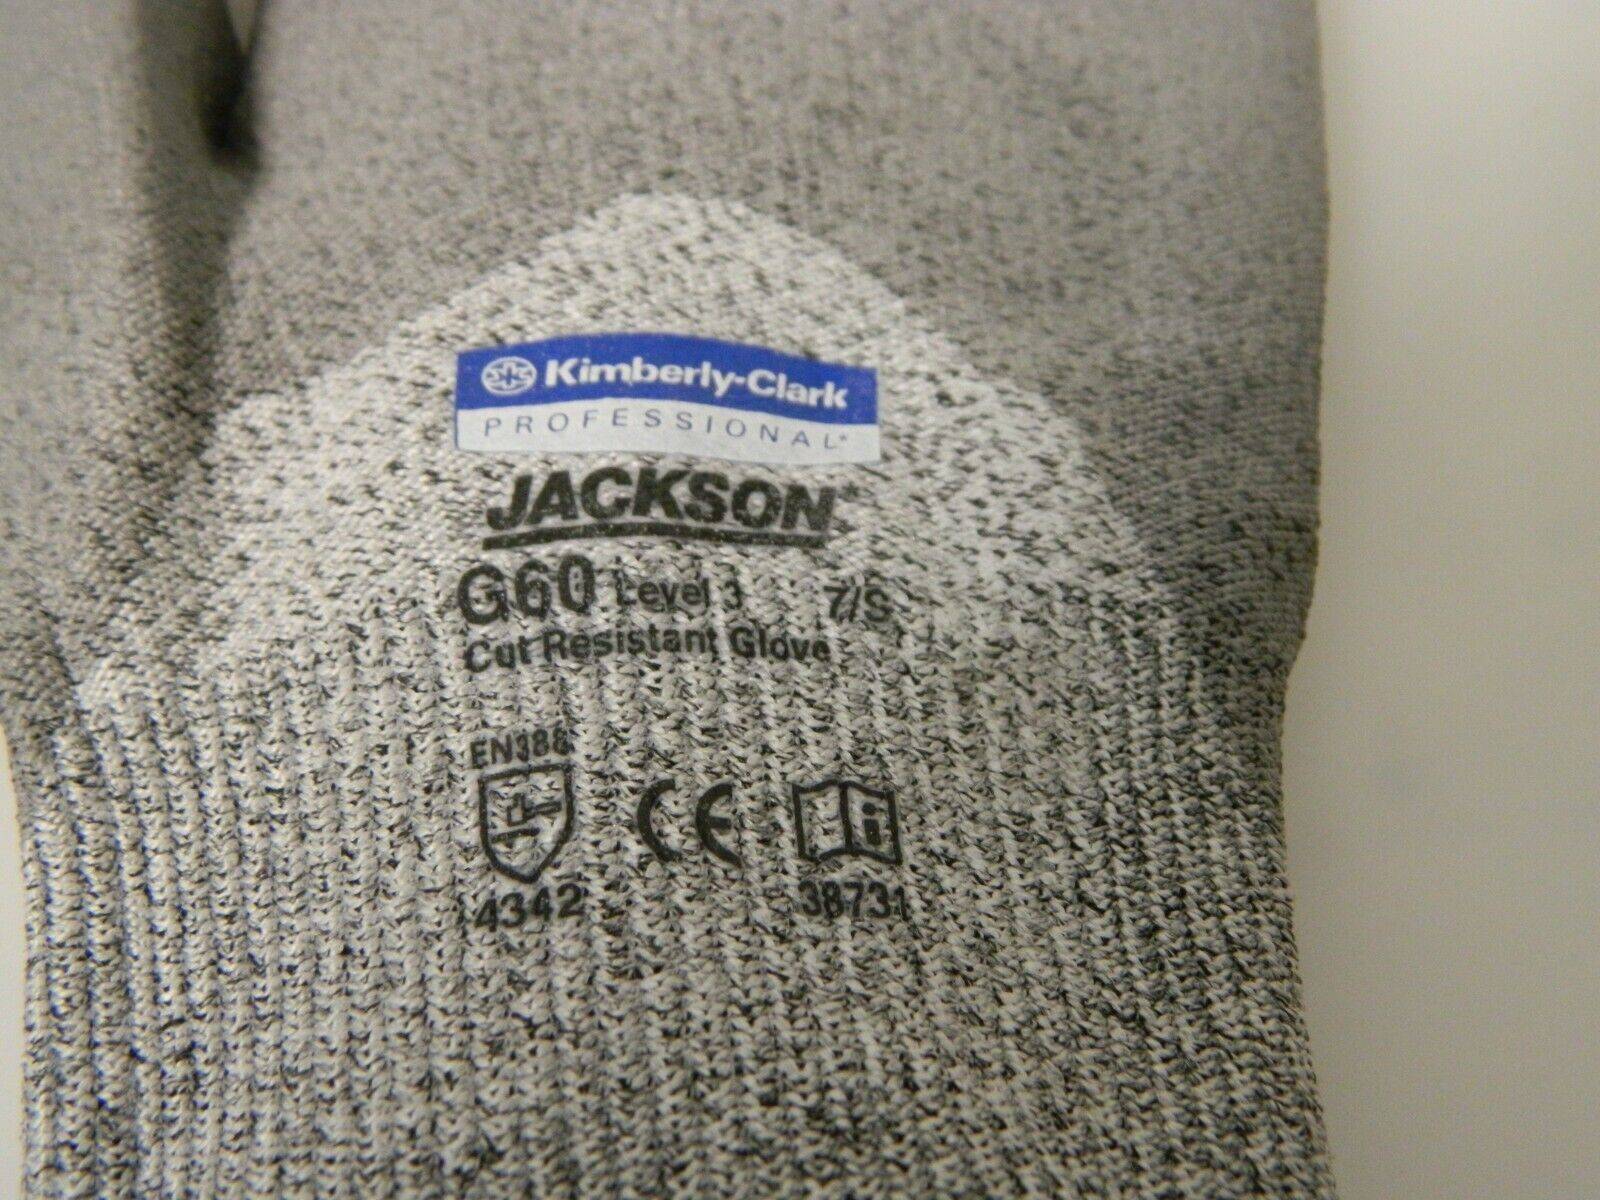 Kimberly-Clark
PROFESSIONAL*
JACKSON*
G60 Level 3 7/S
Cut Resistant Glove
EN388
CE i
4342 38731